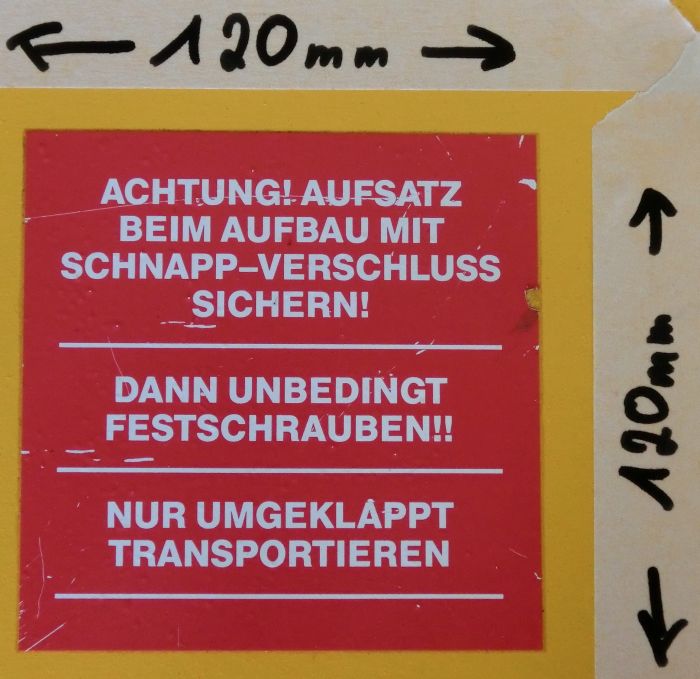 120mm
ACHTUNG! AUFSATZ
BEIM AUFBAU MIT
SCHNAPP–VERSCHLUSS
SICHERN!
DANN UNBEDINGT
FESTSCHRAUBEN!!
NUR UMGEKLAPPT
TRANSPORTIEREN
120mm